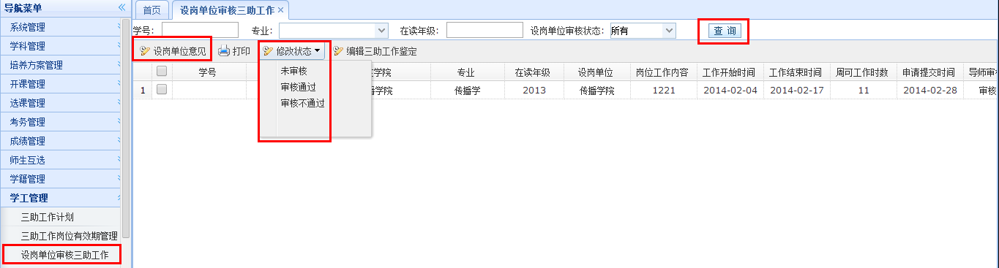 导航菜单
首页 设岗单位审核三助工作
系统管理
学科管理
培养方案管理
开课管理
选课管理
考务管理
成绩管理
师生互选
学籍管理
学工管理
三助工作计划
三助工作岗位有效期管理
设岗单位审核三助工作
学号: 专业: 在读年级: 设岗单位审核状态: 所有 查 询
设岗单位意见 打印 修改状态 编辑三助工作鉴定
未审核
审核通过
审核不通过
学号 学院 专业 在读年级 设岗单位 岗位工作内容 工作开始时间 工作结束时间 周可工作时数 申请提交时间 导师审
1 播学院 传播学 2013 传播学院 1221 2014-02-04 2014-02-17 11 2014-02-28 审核